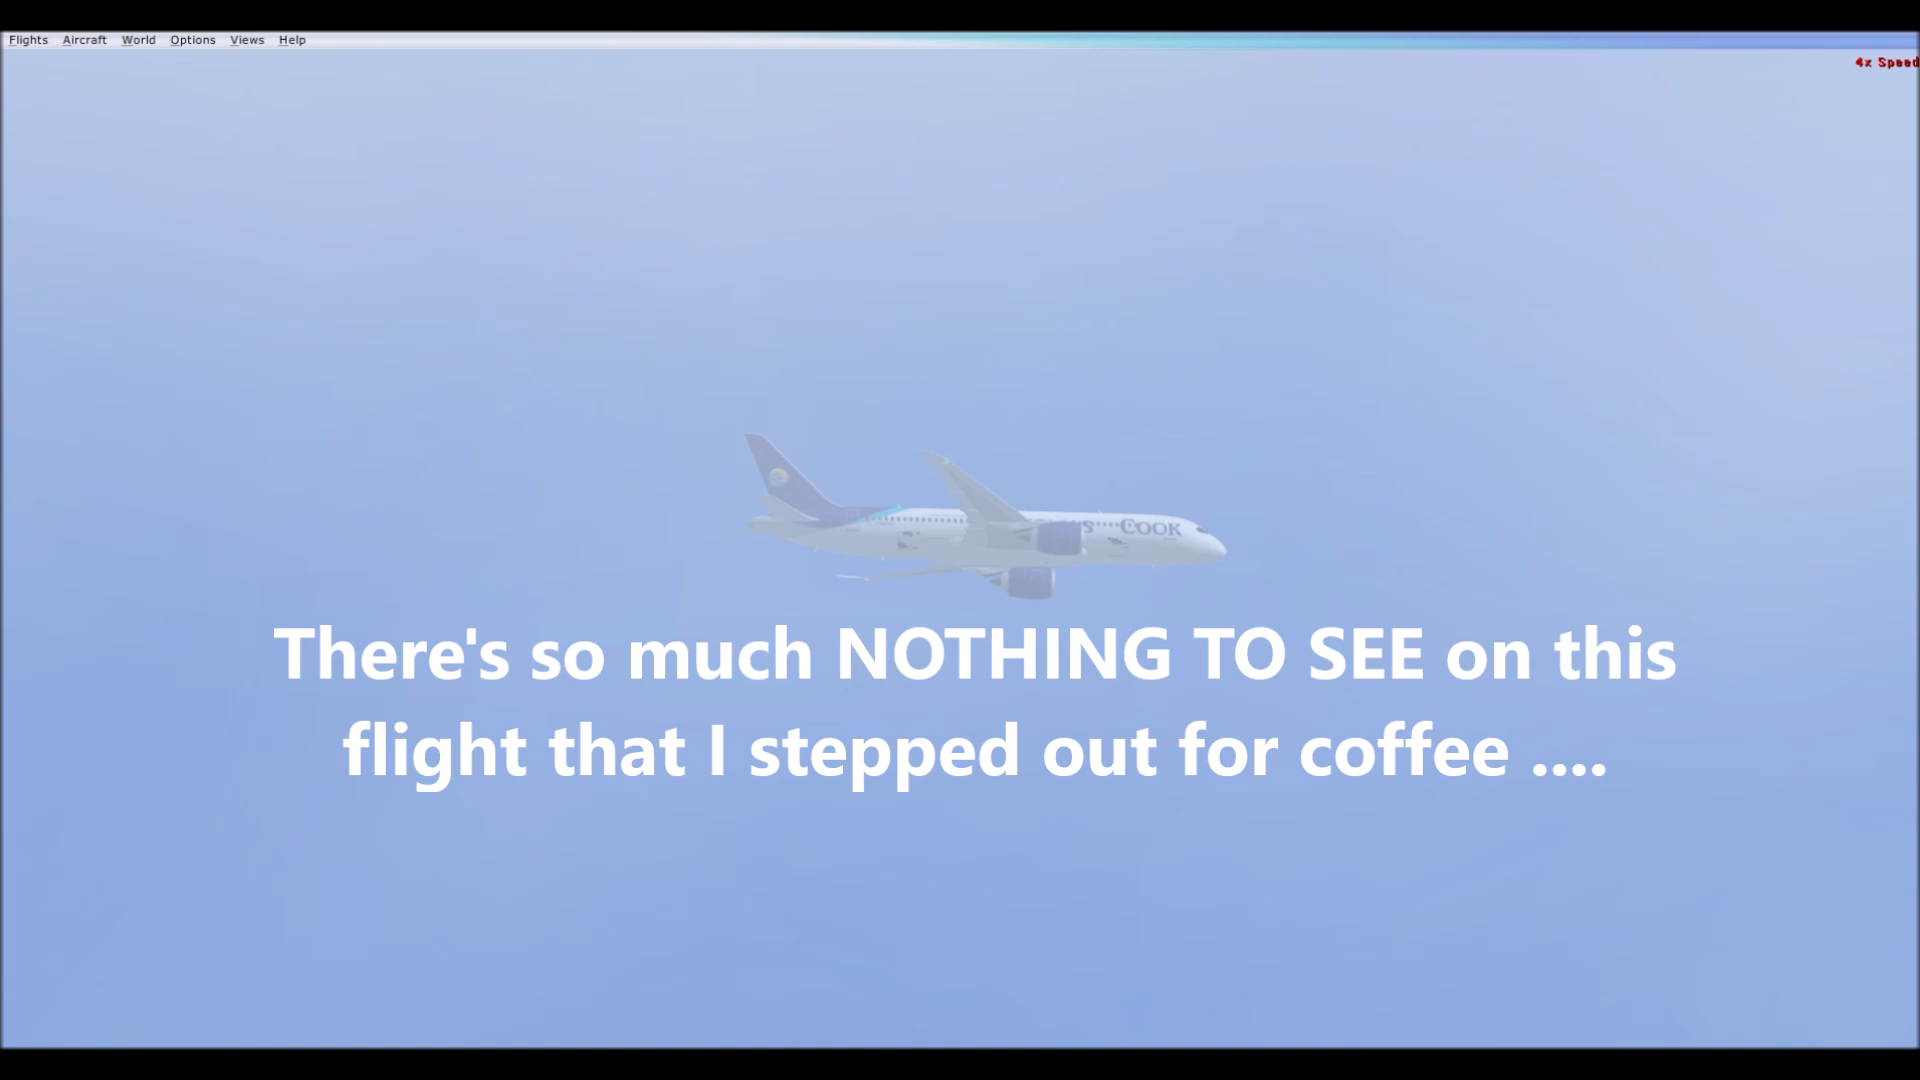 Flights Aircraft World Options Views Help
4x Speed
COOK
There's so much NOTHING TO SEE on this
flight that I stepped out for coffee ....